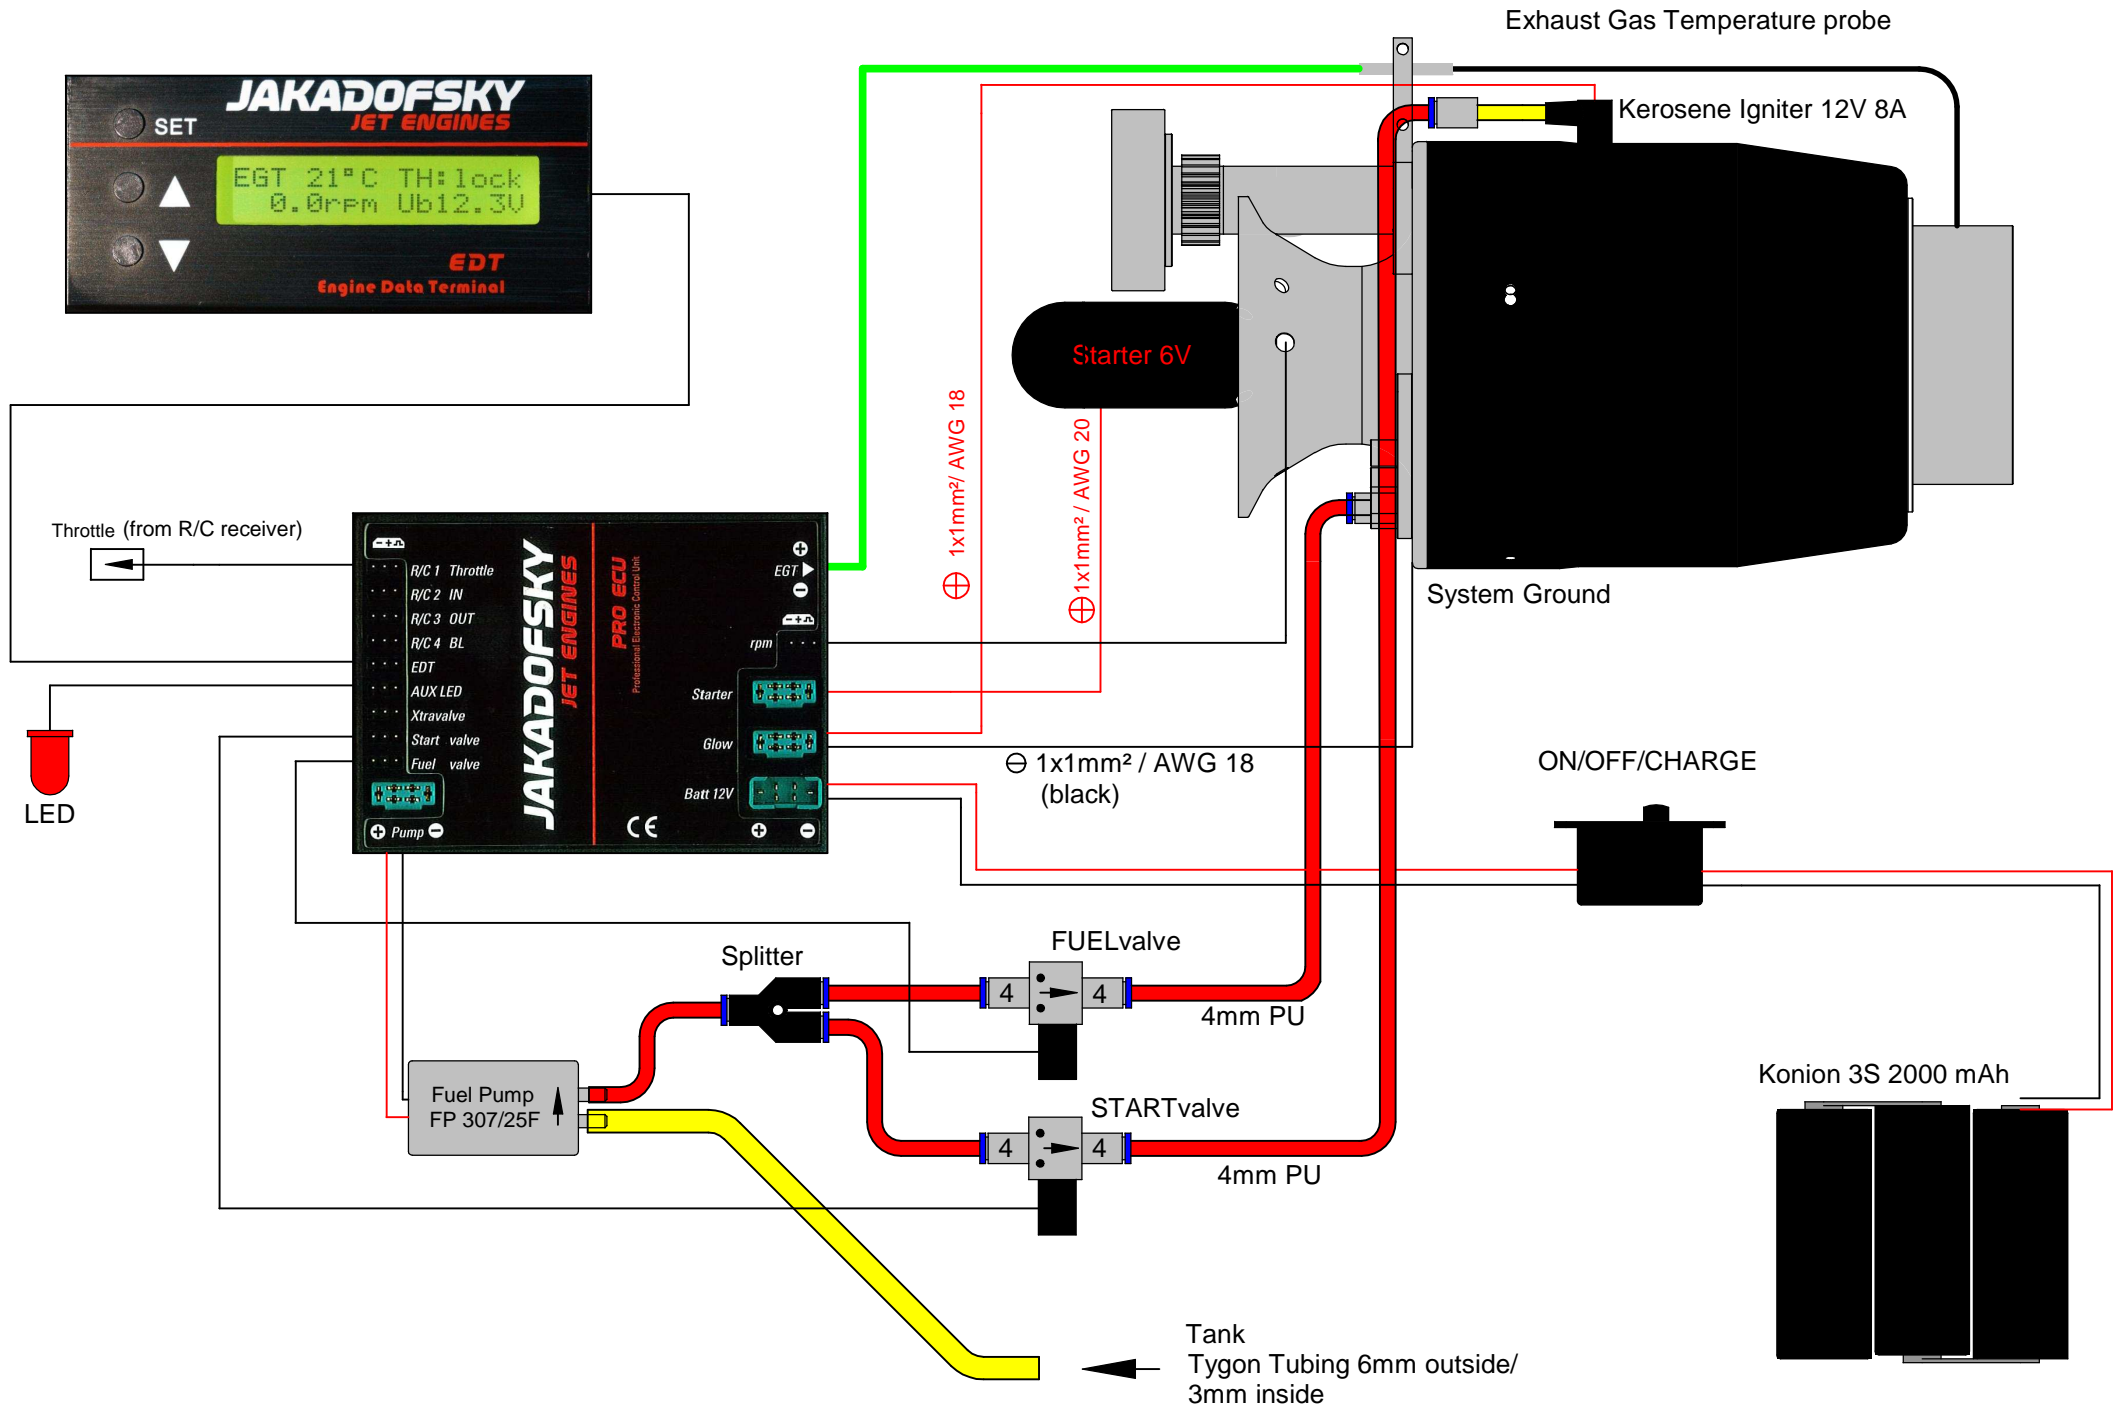 Exhaust Gas Temperature probe
JAKADOFSKY
JET ENGINES
SET
EGT 21°C TH:lock
0.0rpm Ub12.3V
EDT
Engine Data Terminal
Kerosene Igniter 12V 8A
Starter 6V
1x1mm²/ AWG 18
1x1mm² / AWG 20
System Ground
Throttle (from R/C receiver)
R/C 1 Throttle
R/C 2 IN
R/C 3 OUT
R/C 4 BL
EDT
AUX LED
Xtravalve
Start valve
Fuel valve
Pump
JAKADOFSKY
JET ENGINES
PRO ECU
Professional Electronic Control Unit
CE
EGT
rpm
Starter
Glow
Batt 12V
LED
1x1mm² / AWG 18
(black)
ON/OFF/CHARGE
Splitter
FUELvalve
4 4
4mm PU
Fuel Pump
FP 307/25F
STARTvalve
4 4
4mm PU
Konion 3S 2000 mAh
Tank
Tygon Tubing 6mm outside/
3mm inside